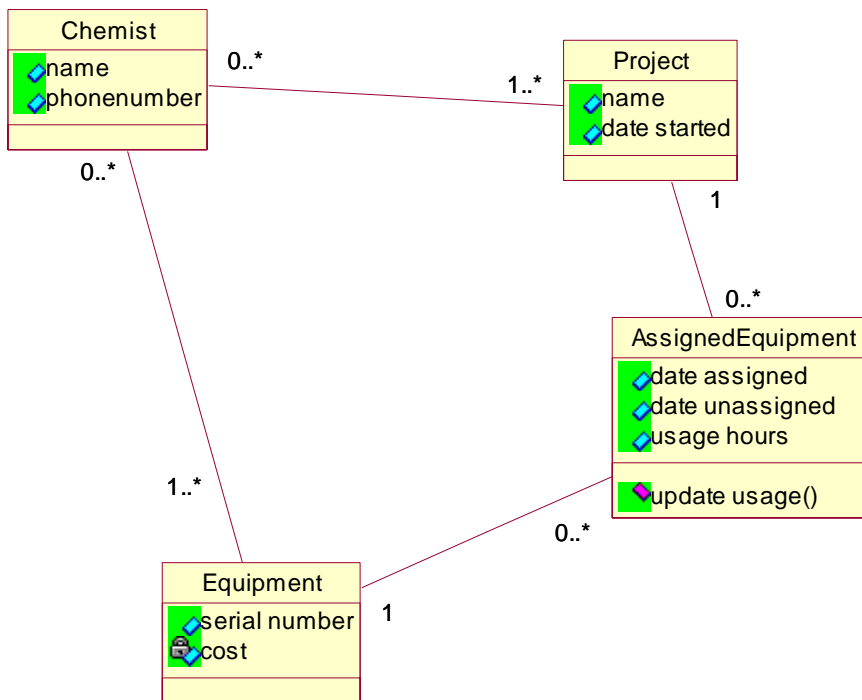 Chemist
name
phonenumber
0..*
1..*
Project
name
date started
0..*
1
0..*
AssignedEquipment
date assigned
date unassigned
usage hours
update usage()
1..*
0..*
Equipment
serial number
cost
1